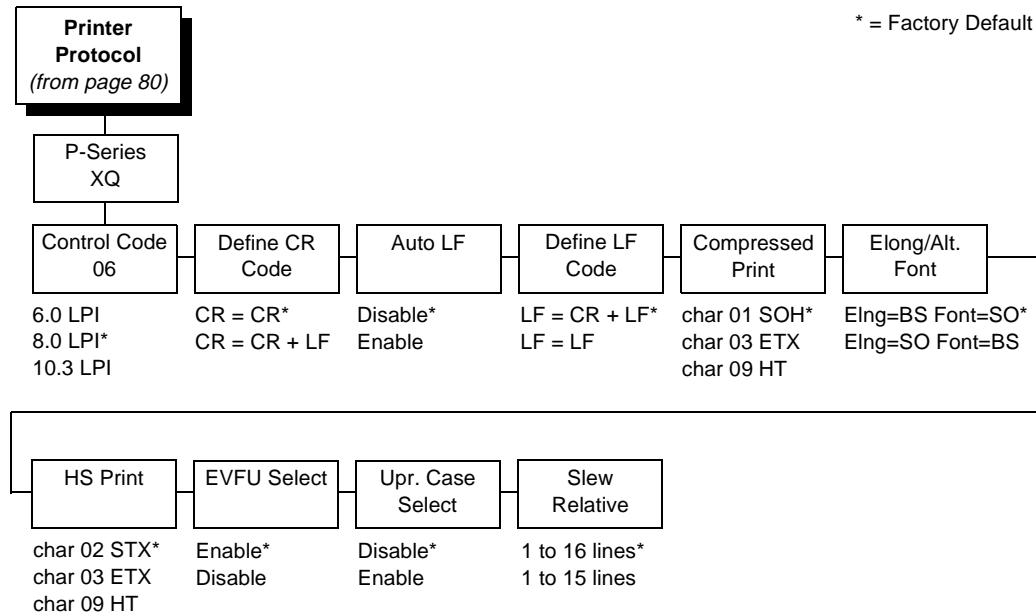 * = Factory Default
Printer
Protocol
(from page 80)
P-Series
XQ
Control Code
06
6.0 LPI
8.0 LPI*
10.3 LPI
Define CR
Code
CR = CR*
CR = CR + LF
Auto LF
Disable*
Enable
Define LF
Code
LF = CR + LF*
LF = LF
Compressed
Print
char 01 SOH*
char 03 ETX
char 09 HT
Elong/Alt.
Font
Elng=BS Font=SO*
Elng=SO Font=BS
HS Print
char 02 STX*
char 03 ETX
char 09 HT
EVFU Select
Enable*
Disable
Upr. Case
Select
Disable*
Enable
Slew
Relative
1 to 16 lines*
1 to 15 lines